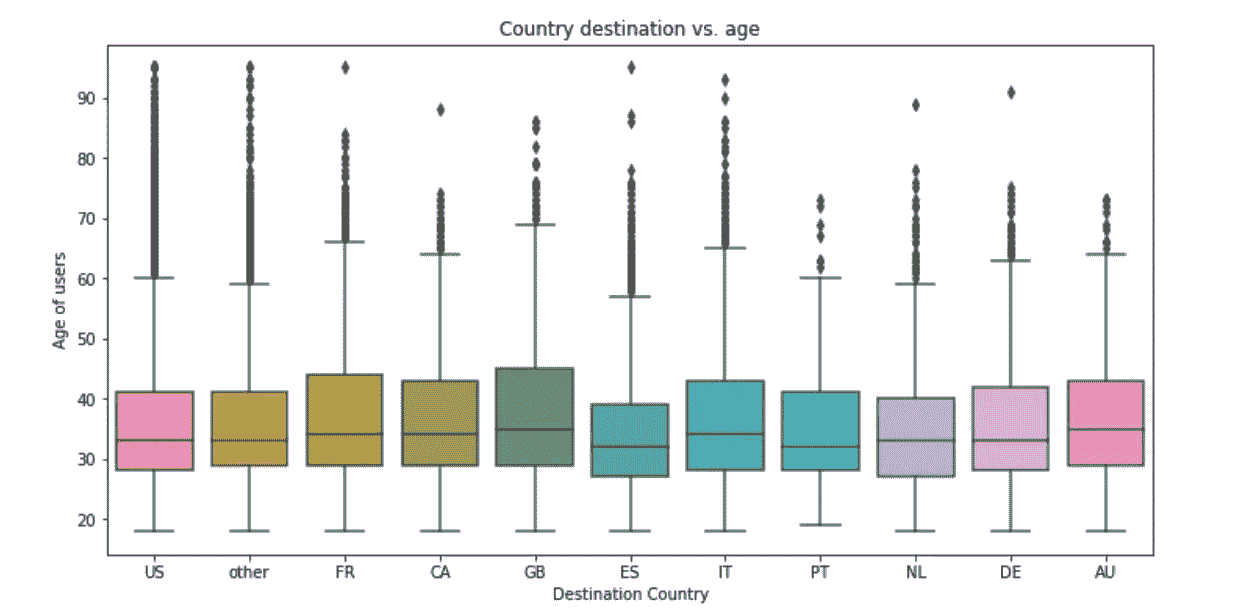 Country destination vs. age
Age of users
90
80
70
60
50
40
30
20
US other FR CA GB ES IT PT NL DE AU
Destination Country